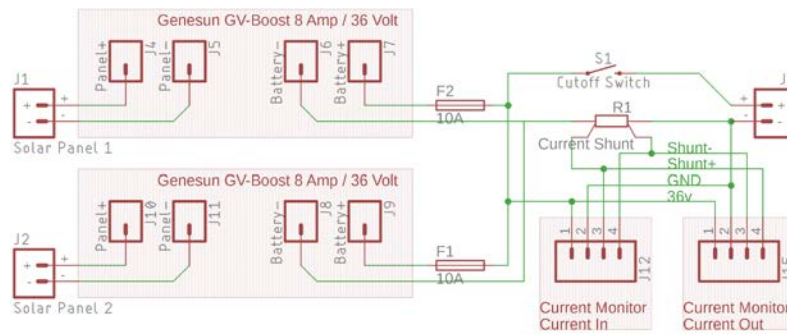 Genesun GV-Boost 8 Amp / 36 Volt
J4
J5
J6
J7
Panel+
Panel-
Battery-
Battery+
J1
+
-
+
-
Solar Panel 1
F2
10A
S1
Cutoff Switch
+
-
+
-
R1
Current Shunt
Shunt-
Shunt+
GND
36v
Genesun GV-Boost 8 Amp / 36 Volt
J10
J11
J8
J9
Panel+
Panel-
Battery-
Battery+
J2
+
-
+
-
Solar Panel 2
F1
10A
1
2
3
4
J12
Current Monitor
Current In
1
2
3
4
Current Monitor
Current Out